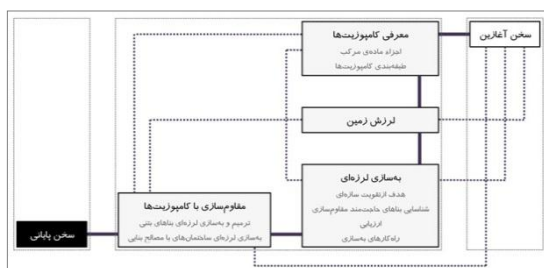 سخن آغازین
معرفی کامپوزیت‌ها
اجزاء ماده‌ی مرکب
طبقه‌بندی کامپوزیت‌ها
لرزش زمین
به‌سازی لرزه‌ای
هدف از تقویت سازه‌ای
شناسایی بناهای حاجت‌مند مقاوم‌سازی
ارزیابی
راه‌کارهای به‌سازی
مقاوم‌سازی با کامپوزیت‌ها
ترمیم و به‌سازی لرزه‌ای بناهای بتنی
به‌سازی لرزه‌ای ساختمان‌های با مصالح بنایی
سخن پایانی